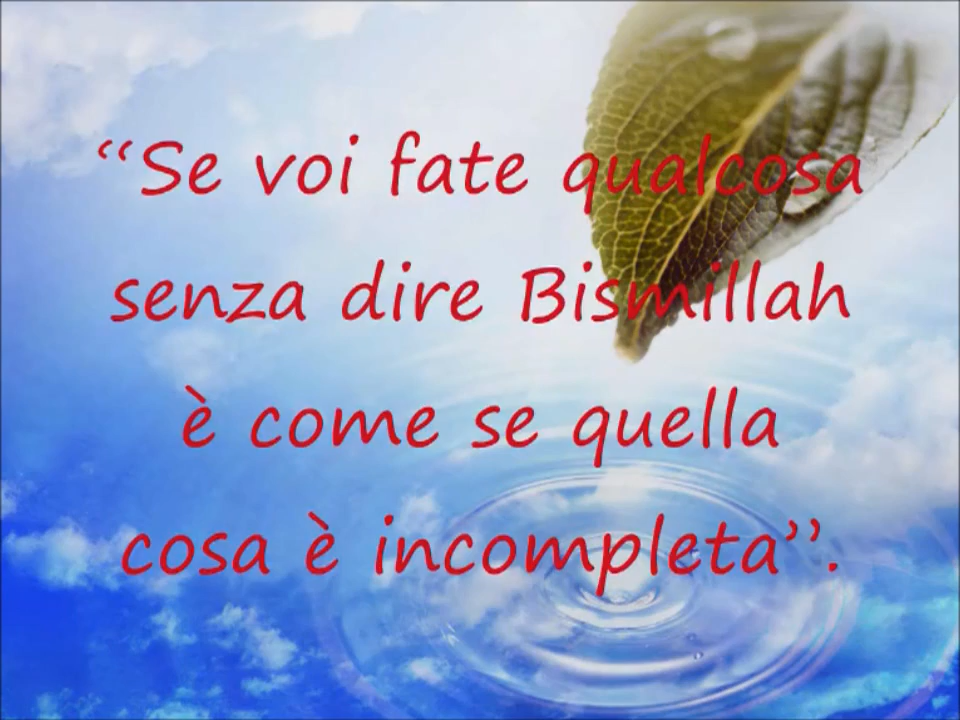 “Se voi fate qualcosa
senza dire Bismillah
è come se quella
cosa è incompleta”.